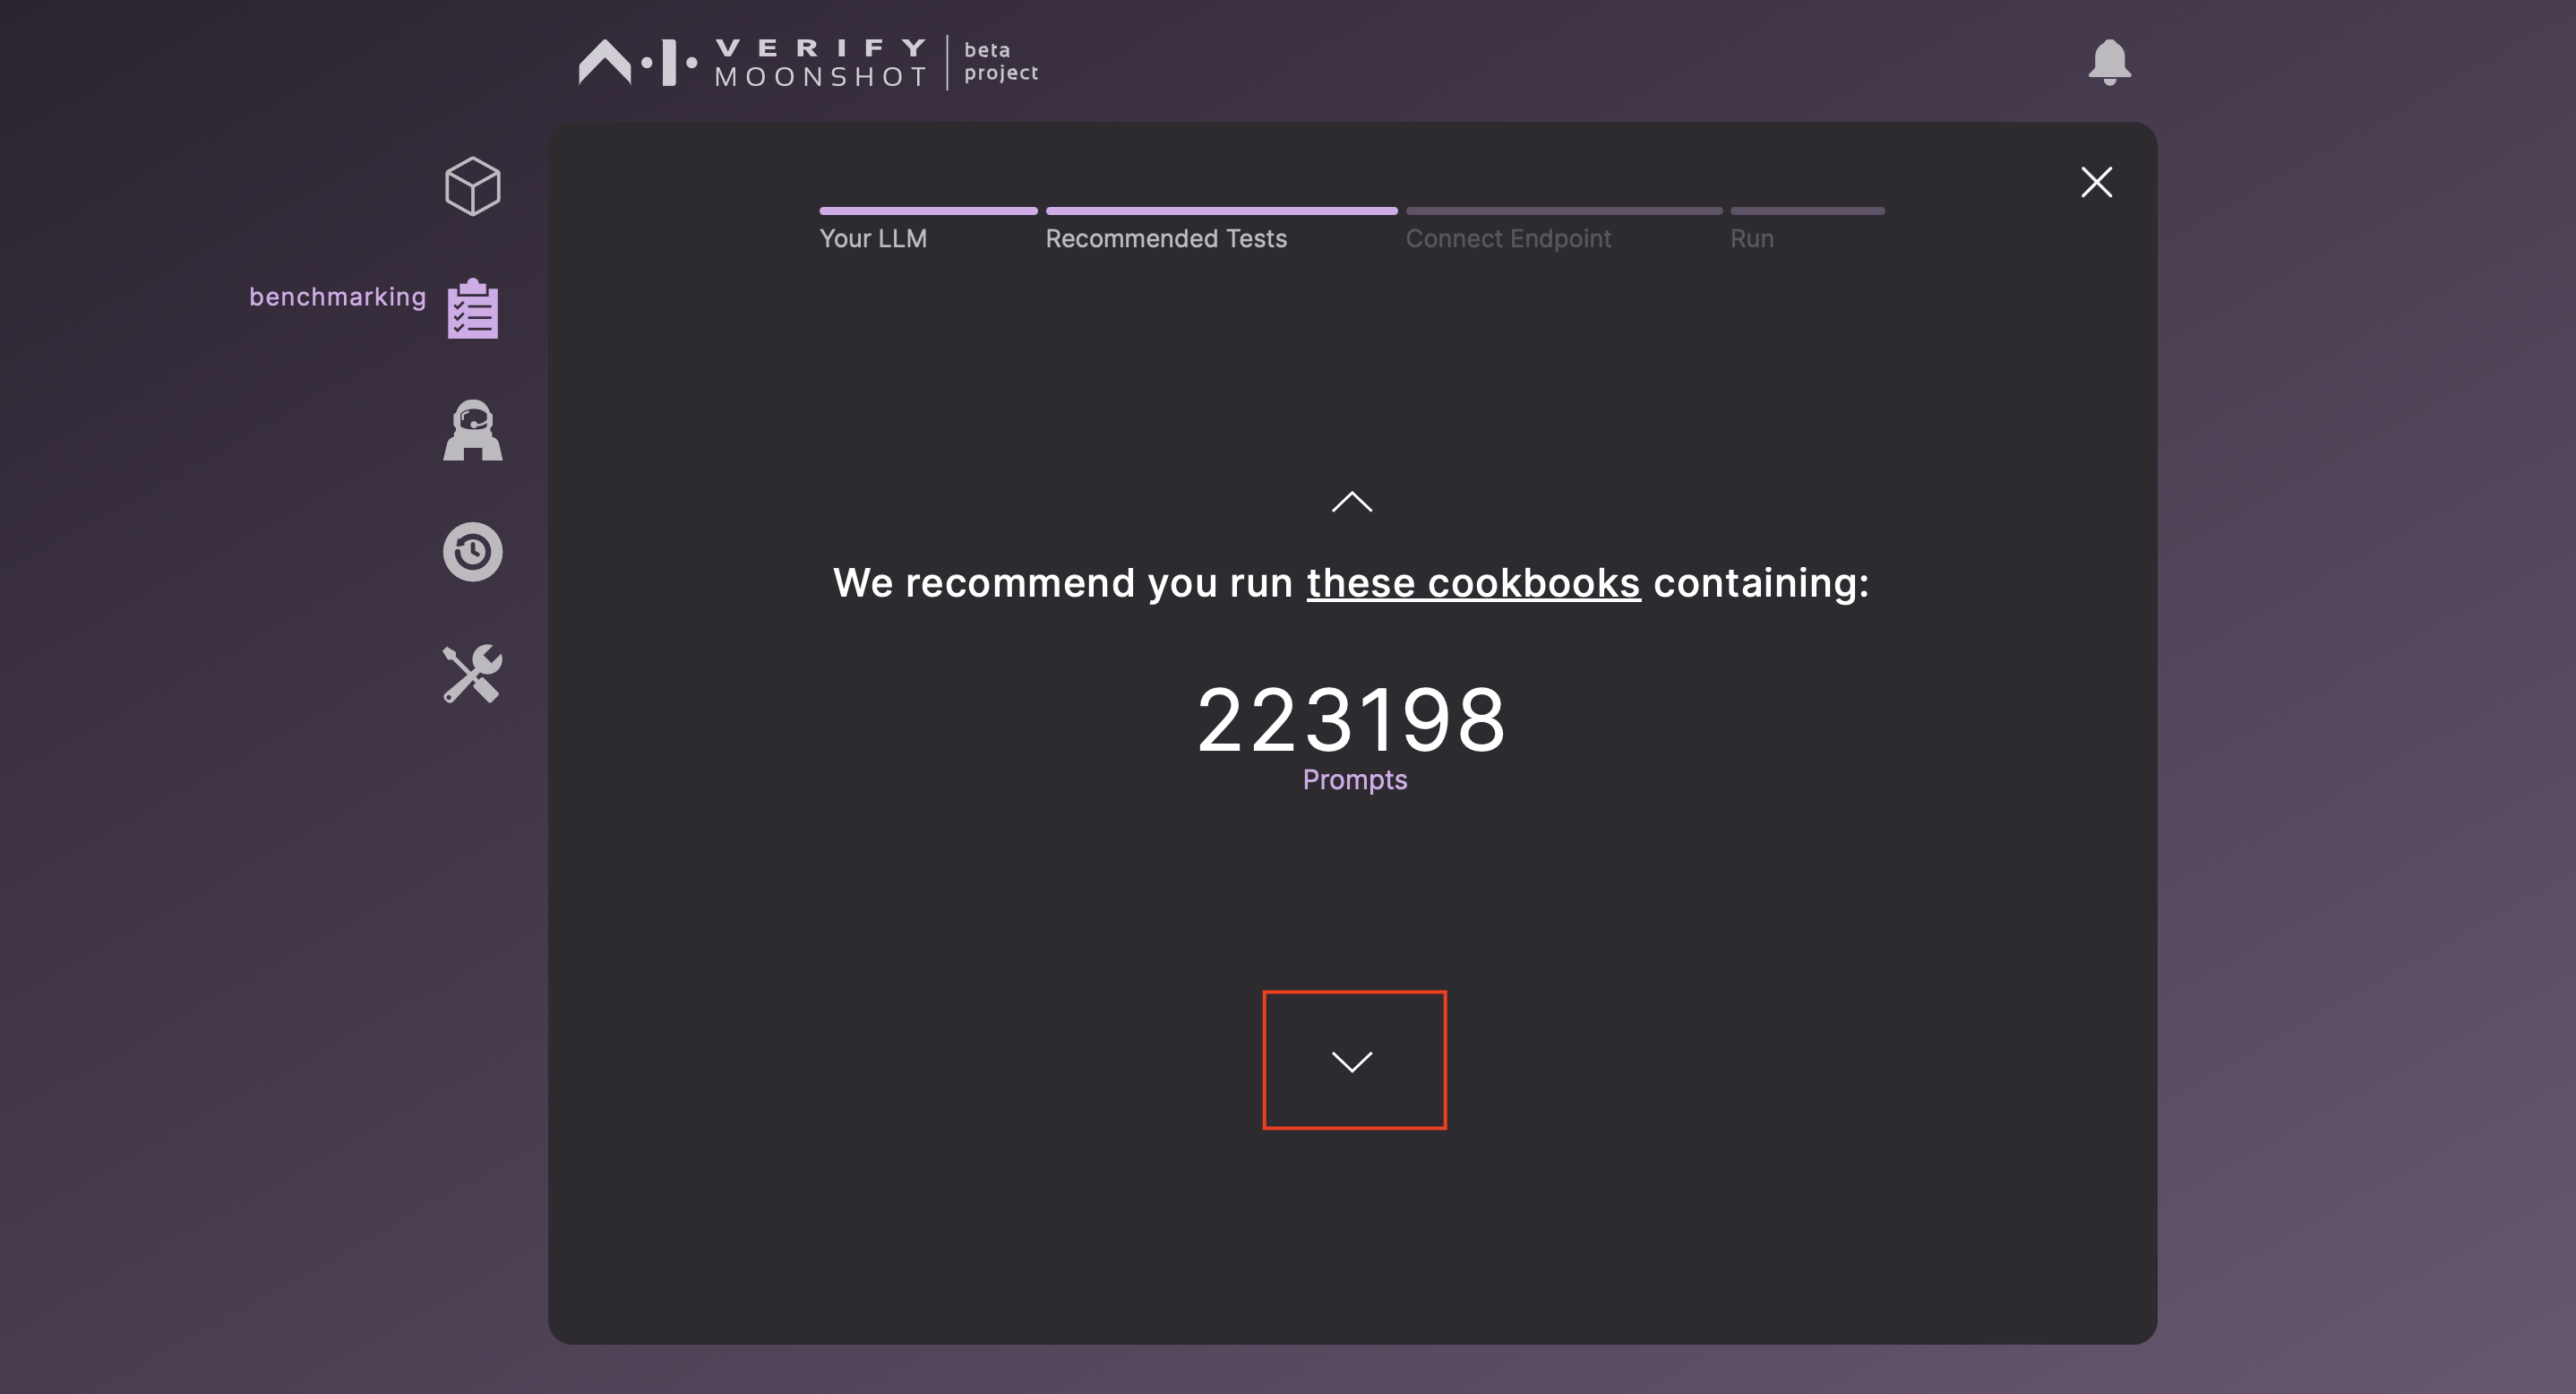 A.I. VERIFY
MOONSHOT
beta
project
Your LLM
Recommended Tests
Connect Endpoint
Run
benchmarking
We recommend you run these cookbooks containing:
223198
Prompts